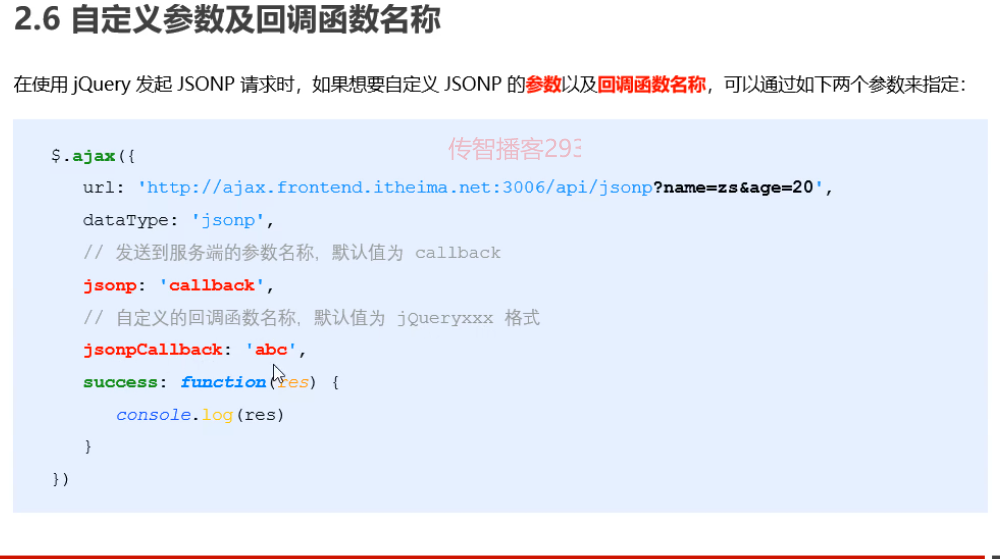 2.6 自定义参数及回调函数名称
在使用 jQuery 发起 JSONP 请求时，如果想要自定义 JSONP 的参数以及回调函数名称，可以通过如下两个参数来指定：
传智播客293
$.ajax({
url: 'http://ajax.frontend.itheima.net:3006/api/jsonp?name=zs&age=20',
dataType: 'jsonp',
// 发送到服务端的参数名称，默认值为 callback
jsonp: 'callback',
// 自定义的回调函数名称，默认值为 jQueryxxx 格式
jsonpCallback: 'abc',
success: function(res) {
console.log(res)
}
})